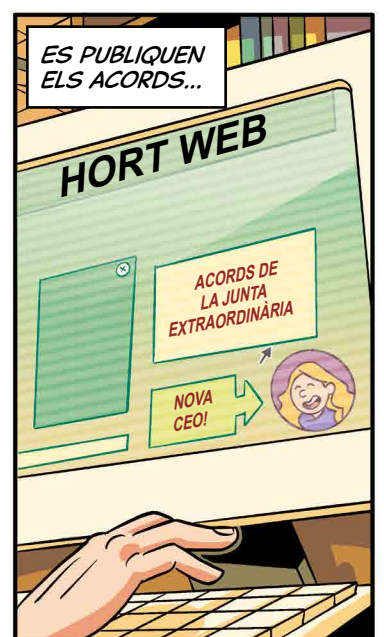 ES PUBLIQUEN
ELS ACORDS...
HORT WEB
ACORDS DE
LA JUNTA
EXTRAORDINÀRIA
NOVA
CEO!